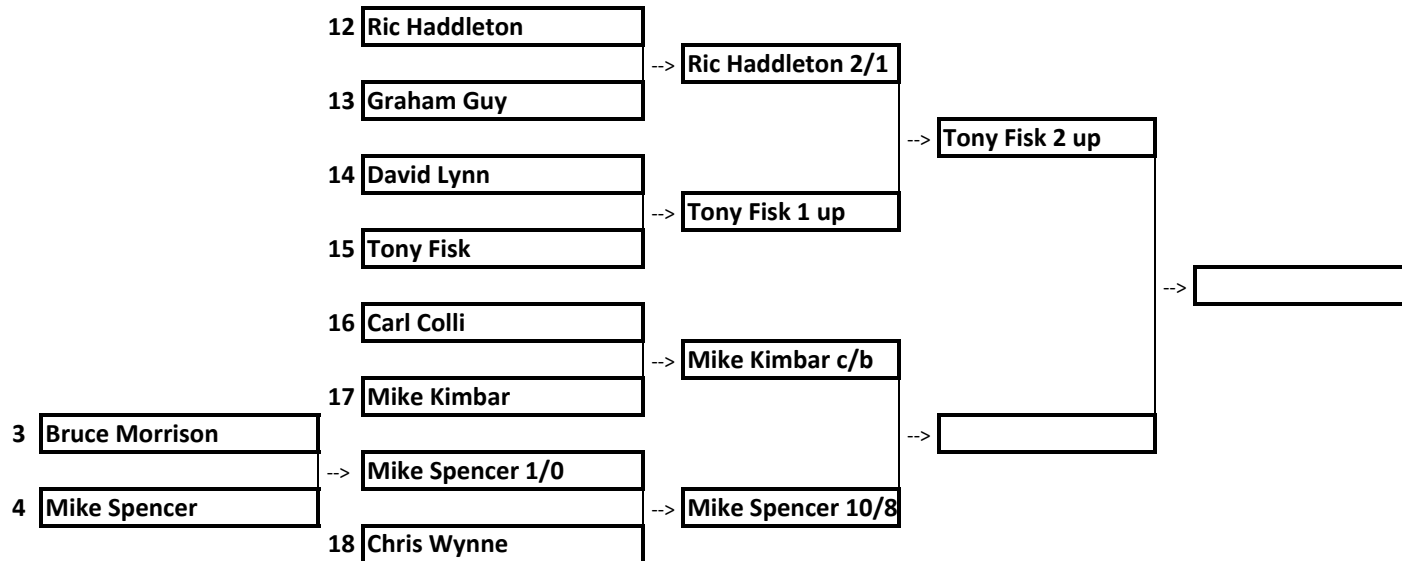 12 Ric Haddleton
--> Ric Haddleton 2/1
13 Graham Guy
--> Tony Fisk 2 up
14 David Lynn
--> Tony Fisk 1 up
15 Tony Fisk
-->
16 Carl Colli
--> Mike Kimbar c/b
17 Mike Kimbar
3 Bruce Morrison
-->
--> Mike Spencer 1/0
4 Mike Spencer
--> Mike Spencer 10/8
18 Chris Wynne